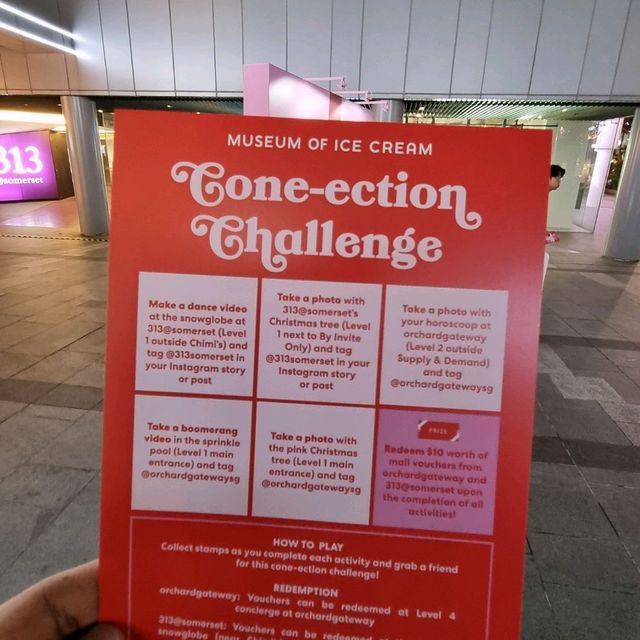 313
@somerset
MUSEUM OF ICE CREAM
Cone-ection
Challenge
Make a dance video
at the snowglobe at
313@somerset (Level
1 outside Chimi's) and
tag @313somerset in
your Instagram story
or post
Take a photo with
313@somerset's
Christmas tree (Level
1 next to By Invite
Only) and tag
@313somerset in your
Instagram story
or post
Take a photo with
your horoscoop at
orchardgateway
(Level 2 outside
Supply & Demand)
and tag
@orchardgatewaysg
Take a boomerang
video in the sprinkle
pool (Level 1 main
entrance) and tag
@orchardgatewaysg
Take a photo with
the pink Christmas
tree (Level 1 main
entrance) and tag
@orchardgatewaysg
PRIZE
Redeem $10 worth of
mall vouchers from
orchardgateway and
313@somerset upon
the completion of all
activities!
HOW TO PLAY
Collect stamps as you complete each activity and grab a friend
for this cone-ection challenge!
REDEMPTION
orchardgateway: Vouchers can be redeemed at Level 4
concierge at orchardgateway
313@somerset: Vouchers can be redeemed
snowglobe (near